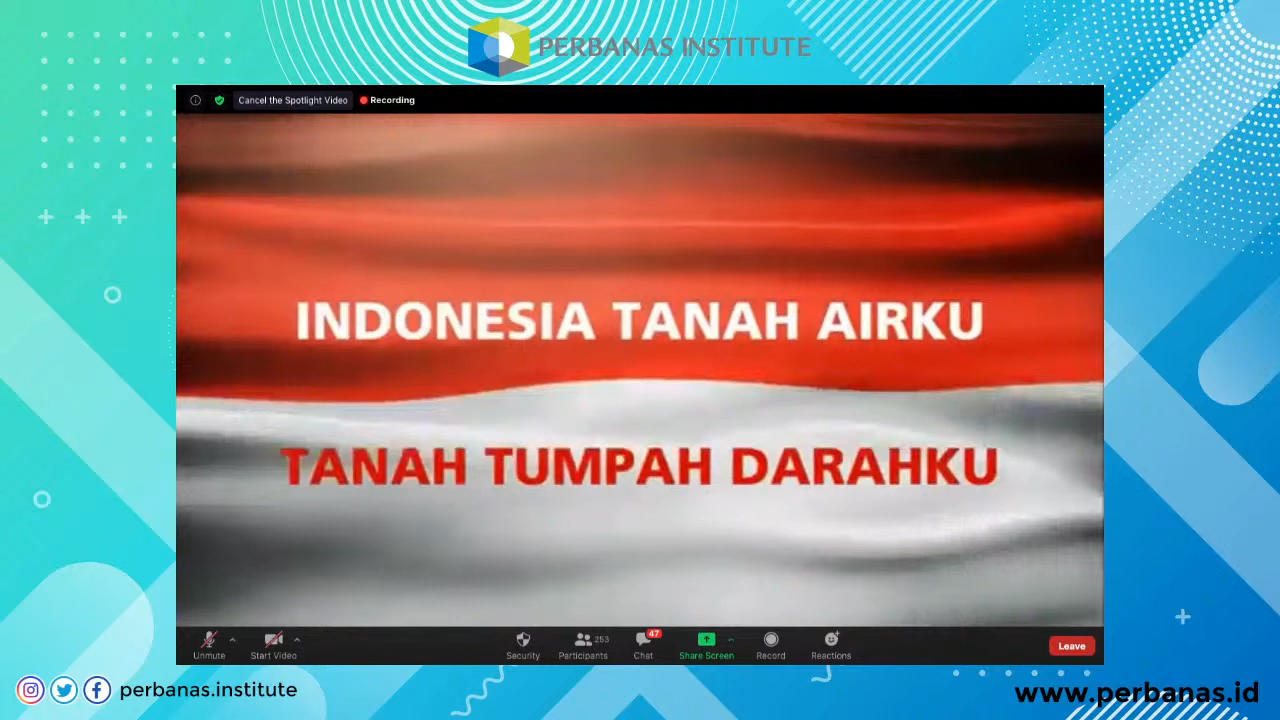 PERBANAS INSTITUTE
Cancel the Spotlight Video Recording
INDONESIA TANAH AIRKU
TANAH TUMPAH DARAHKU
253
47
Unmute Start Video Security Participants Chat Share Screen Record Reactions Leave
perbanas.institute
www.perbanas.id